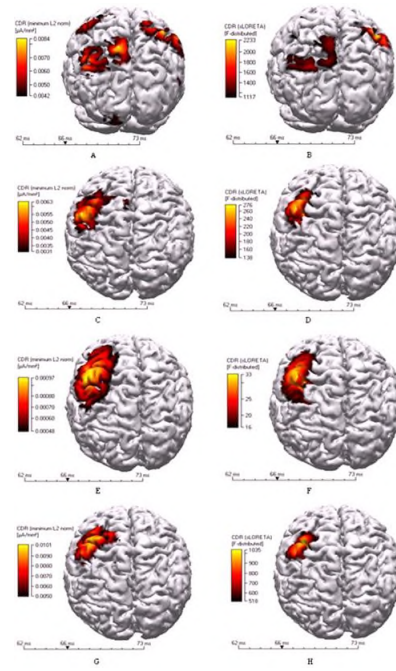 CDR (minimum L2 norm)
[µA/mm²]
0.0084
0.0070
0.0060
0.0050
0.0042
62 ms
66 ms
73 ms
A
CDR (sLORETA)
[F-distributed]
2233
2000
1800
1600
1400
1117
62 ms
66 ms
73 ms
B
CDR (minimum L2 norm)
[µA/mm²]
0.0063
0.0055
0.0050
0.0045
0.0040
0.0035
0.0031
62 ms
66 ms
73 ms
C
CDR (sLORETA)
[F-distributed]
276
260
240
220
200
180
160
138
62 ms
66 ms
73 ms
D
CDR (minimum L2 norm)
[µA/mm²]
0.00097
0.00080
0.00070
0.00060
0.00048
62 ms
66 ms
73 ms
E
CDR (sLORETA)
[F-distributed]
33
25
20
16
62 ms
66 ms
73 ms
F
CDR (minimum L2 norm)
[µA/mm²]
0.0101
0.0090
0.0080
0.0070
0.0060
0.0050
62 ms
66 ms
73 ms
G
CDR (sLORETA)
[F-distributed]
1035
900
800
700
600
518
62 ms
66 ms
73 ms
H